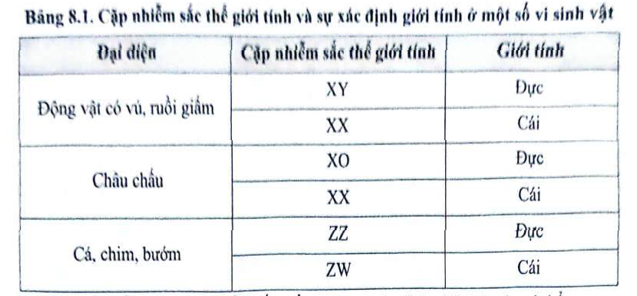 Bảng 8.1. Cặp nhiễm sắc thể giới tính và sự xác định giới tính ở một số vi sinh vật
Đại diện Cặp nhiễm sắc thể giới tính Giới tính
Động vật có vú, ruồi giấm XY Đực
XX Cái
Châu chấu XO Đực
XX Cái
Cá, chim, bướm ZZ Đực
ZW Cái